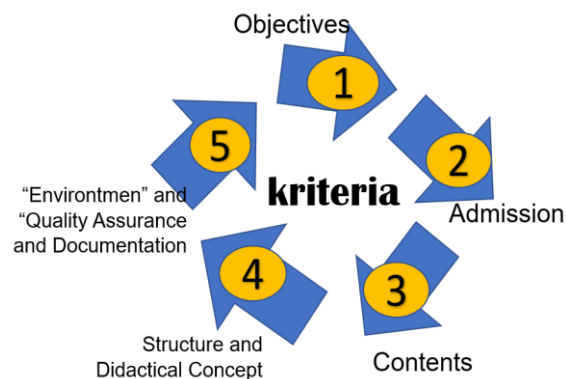 Objectives
1
2
Admission
3
Contents
4
Structure and
Didactical Concept
5
“Environtmen” and
“Quality Assurance
and Documentation
kriteria